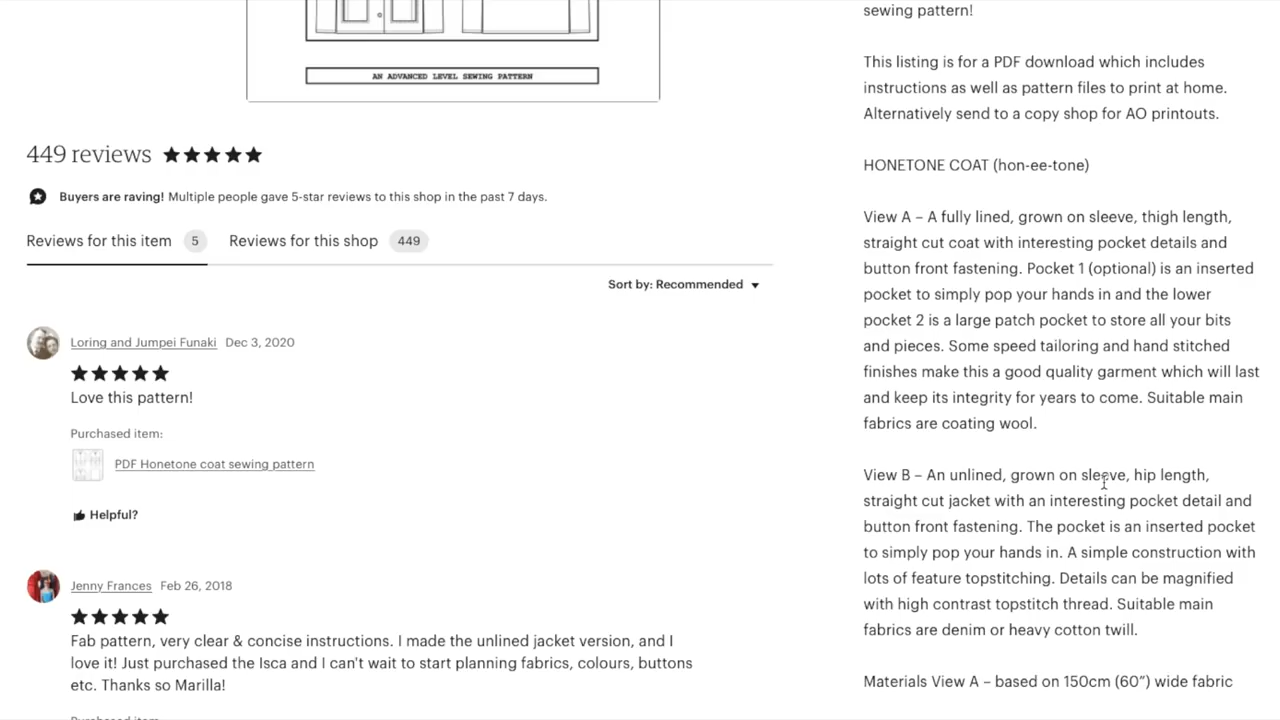 AN ADVANCED LEVEL SEWING PATTERN
449 reviews
Buyers are raving! Multiple people gave 5-star reviews to this shop in the past 7 days.
Reviews for this item 5
Reviews for this shop 449
Sort by: Recommended
Loring and Jumpei Funaki Dec 3, 2020
Love this pattern!
Purchased item:
PDF Honetone coat sewing pattern
Helpful?
Jenny Frances Feb 26, 2018
Fab pattern, very clear & concise instructions. I made the unlined jacket version, and I
love it! Just purchased the Isca and I can't wait to start planning fabrics, colours, buttons
etc. Thanks so Marilla!
Purchased item:
sewing pattern!
This listing is for a PDF download which includes
instructions as well as pattern files to print at home.
Alternatively send to a copy shop for AO printouts.
HONETONE COAT (hon-ee-tone)
View A – A fully lined, grown on sleeve, thigh length,
straight cut coat with interesting pocket details and
button front fastening. Pocket 1 (optional) is an inserted
pocket to simply pop your hands in and the lower
pocket 2 is a large patch pocket to store all your bits
and pieces. Some speed tailoring and hand stitched
finishes make this a good quality garment which will last
and keep its integrity for years to come. Suitable main
fabrics are coating wool.
View B – An unlined, grown on sleeve, hip length,
straight cut jacket with an interesting pocket detail and
button front fastening. The pocket is an inserted pocket
to simply pop your hands in. A simple construction with
lots of feature topstitching. Details can be magnified
with high contrast topstitch thread. Suitable main
fabrics are denim or heavy cotton twill.
Materials View A – based on 150cm (60”) wide fabric